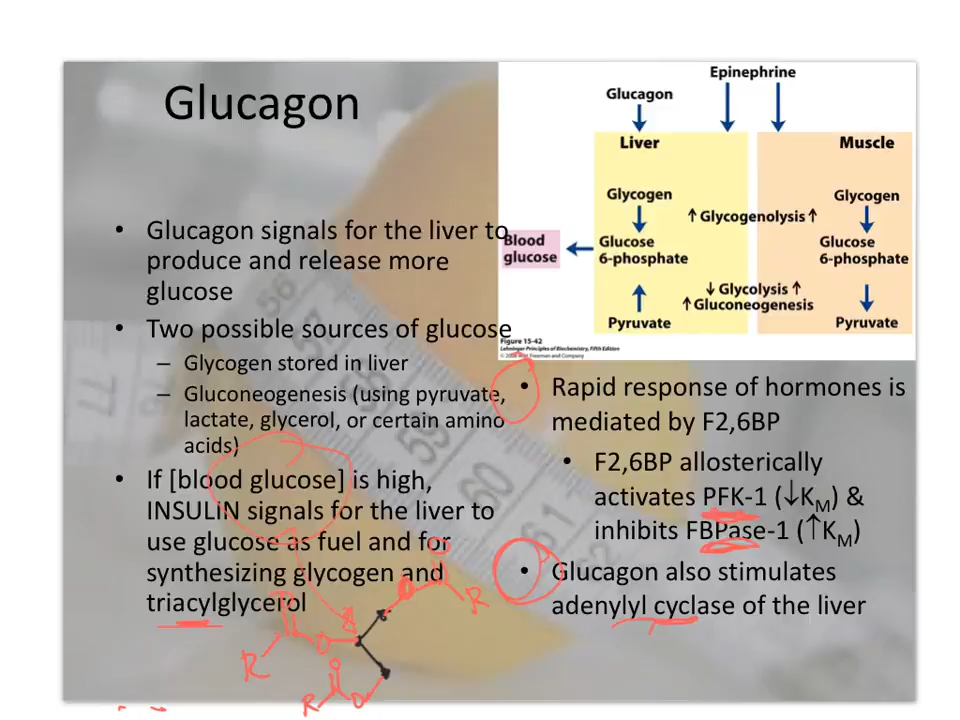 Glucagon
• Glucagon signals for the liver to
produce and release more
glucose
• Two possible sources of glucose
– Glycogen stored in liver
– Gluconeogenesis (using pyruvate,
lactate, glycerol, or certain amino
acids)
• If [blood glucose] is high,
INSULiN signals for the liver to
use glucose as fuel and for
synthesizing glycogen and
triacylglycerol
Epinephrine
Glucagon
Liver
Muscle
Glycogen
Glycogen
↑ Glycogenolysis ↑
Blood
glucose
Glucose
6-phosphate
Glucose
6-phosphate
↓ Glycolysis ↑
↑ Gluconeogenesis
Pyruvate
Pyruvate
Figure 15-42
Lehninger Principles of Biochemistry, Fifth Edition
© 2008 W. H. Freeman and Company
• Rapid response of hormones is
mediated by F2,6BP
• F2,6BP allosterically
activates PFK-1 (↓KM) &
inhibits FBPase-1 (↑KM)
• Glucagon also stimulates
adenylyl cyclase of the liver
O
O
R
O
O
R
O
O
R